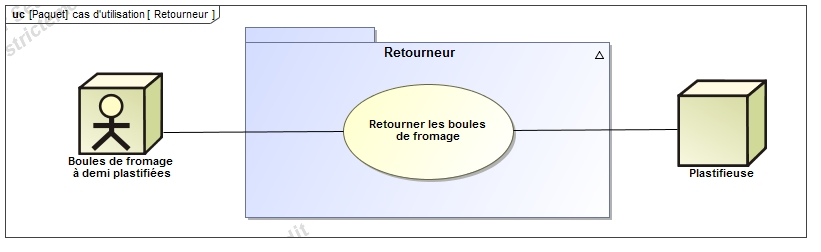 uc [Paquet] cas d'utilisation [ Retourneur ]
Retourneur
Retourner les boules
de fromage
Boules de fromage
à demi plastifiées
Plastifieuse